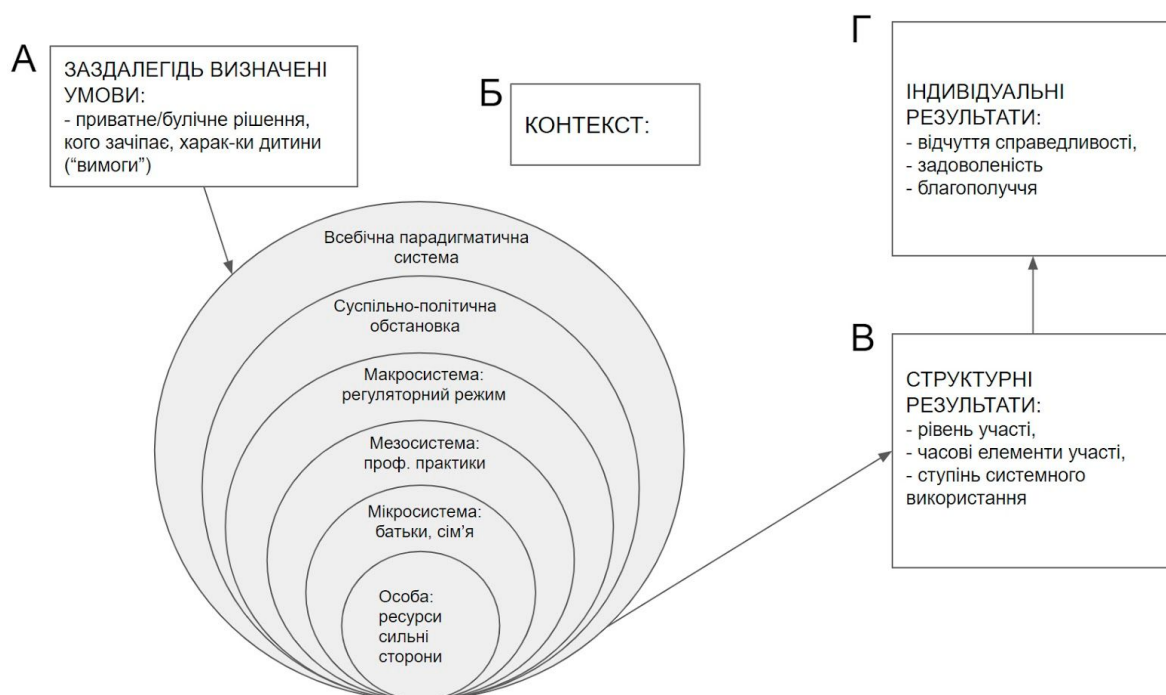 А
ЗАЗДАЛЕГІДЬ ВИЗНАЧЕНІ
УМОВИ:
- приватне/булічне рішення,
кого зачіпає, харак-ки дитини
(“вимоги”)
Б
КОНТЕКСТ:
Всебічна парадигматична
система
Суспільно-політична
обстановка
Макросистема:
регуляторний режим
Мезосистема:
проф. практики
Мікросистема:
батьки, сім’я
Особа:
ресурси
сильні
сторони
В
СТРУКТУРНІ
РЕЗУЛЬТАТИ:
- рівень участі,
- часові елементи участі,
- ступінь системного
використання
Г
ІНДИВІДУАЛЬНІ
РЕЗУЛЬТАТИ:
- відчуття справедливості,
- задоволеність
- благополуччя